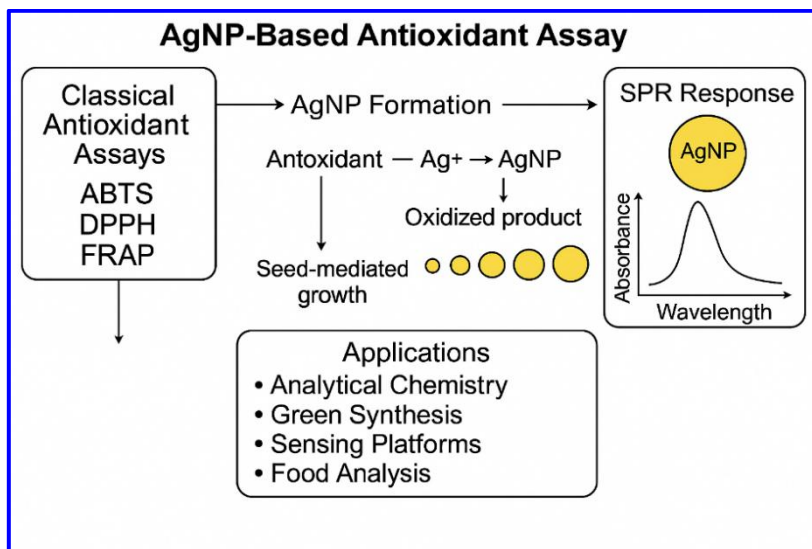 AgNP-Based Antioxidant Assay
Classical
Antioxidant
Assays
ABTS
DPPH
FRAP
AgNP Formation
Antoxidant — Ag+ → AgNP
Oxidized product
Seed-mediated
growth
SPR Response
AgNP
Absorbance
Wavelength
Applications
• Analytical Chemistry
• Green Synthesis
• Sensing Platforms
• Food Analysis